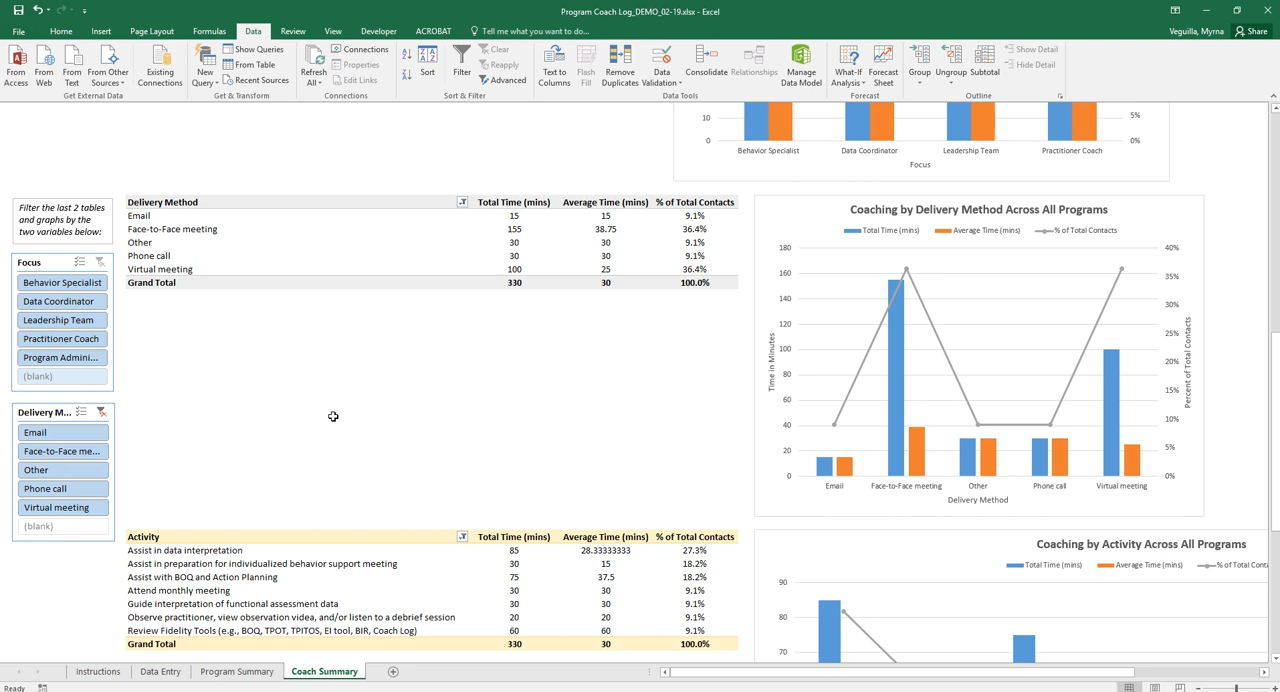 Program Coach Log_DEMO_02-19.xlsx - Excel
File Home Insert Page Layout Formulas Data Review View Developer ACROBAT Tell me what you want to do... Veguilla, Myrna Share
From Access
From Web
From Text
From Other Sources
Existing Connections
Get External Data
New Query
Show Queries
From Table
Recent Sources
Get & Transform
Refresh All
Connections
Properties
Edit Links
Connections
Sort
Filter
Clear
Reapply
Advanced
Sort & Filter
Text to Columns
Flash Fill
Remove Duplicates
Data Validation
Consolidate
Relationships
Manage Data Model
Data Tools
What-If Analysis
Forecast Sheet
Forecast
Group
Ungroup
Subtotal
Show Detail
Hide Detail
Outline
10
0
5%
0%
Behavior Specialist Data Coordinator Leadership Team Practitioner Coach
Focus
Filter the last 2 tables
and graphs by the
two variables below:
Focus
Behavior Specialist
Data Coordinator
Leadership Team
Practitioner Coach
Program Admini...
(blank)
Delivery M...
Email
Face-to-Face me...
Other
Phone call
Virtual meeting
(blank)
Delivery Method Total Time (mins) Average Time (mins) % of Total Contacts
Email 15 15 9.1%
Face-to-Face meeting 155 38.75 36.4%
Other 30 30 9.1%
Phone call 30 30 9.1%
Virtual meeting 100 25 36.4%
Grand Total 330 30 100.0%
Coaching by Delivery Method Across All Programs
Total Time (mins) Average Time (mins) % of Total Contacts
180
160
140
120
100
80
60
40
20
0
Time in Minutes
40%
35%
30%
25%
20%
15%
10%
5%
0%
Percent of Total Contacts
Email Face-to-Face meeting Other Phone call Virtual meeting
Delivery Method
Activity Total Time (mins) Average Time (mins) % of Total Contacts
Assist in data interpretation 85 28.33333333 27.3%
Assist in preparation for individualized behavior support meeting 30 15 18.2%
Assist with BOQ and Action Planning 75 37.5 18.2%
Attend monthly meeting 30 30 9.1%
Guide interpretation of functional assessment data 30 30 9.1%
Observe practitioner, view observation videa, and/or listen to a debrief session 20 20 9.1%
Review Fidelity Tools (e.g., BOQ, TPOT, TPITOS, EI tool, BIR, Coach Log) 60 60 9.1%
Grand Total 330 30 100.0%
Coaching by Activity Across All Programs
Total Time (mins) Average Time (mins) % of Total Conta
90
80
70
Instructions Data Entry Program Summary Coach Summary
Ready